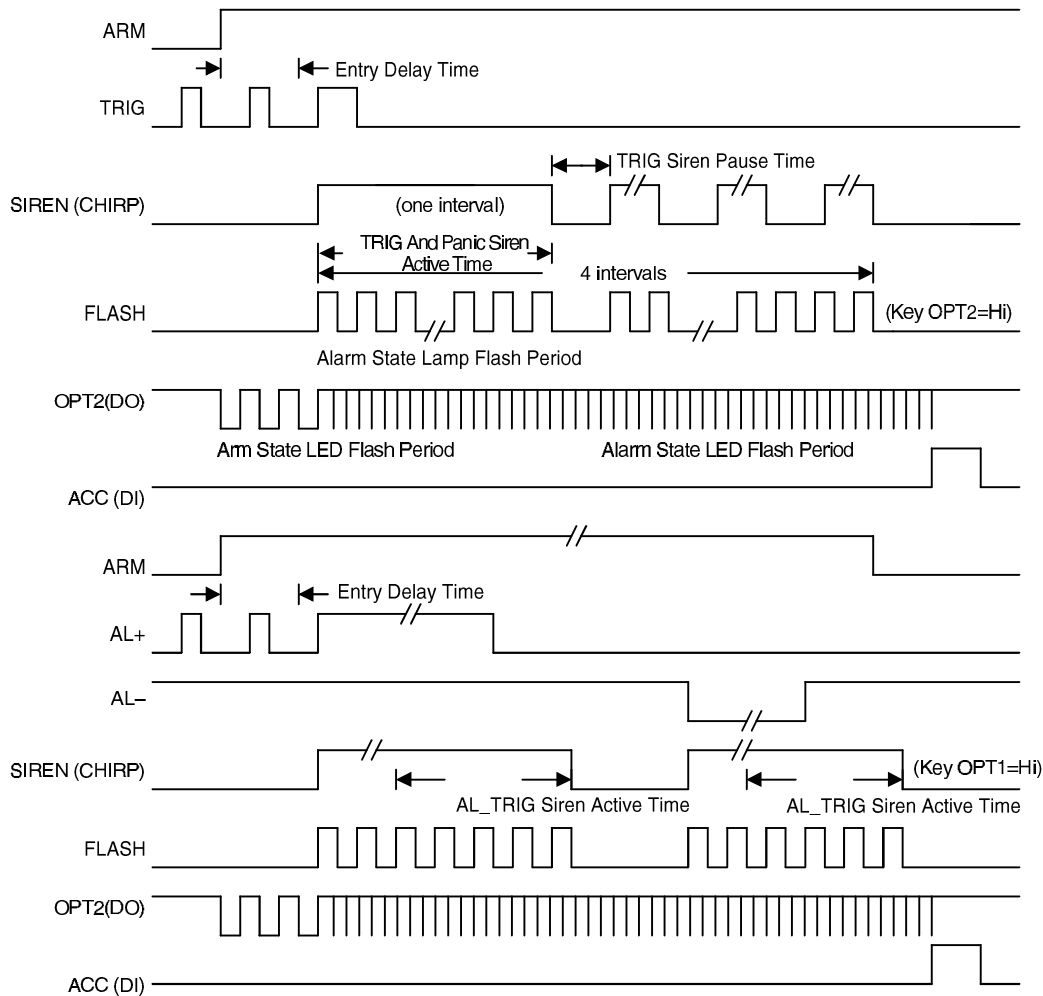 ARM
Entry Delay Time
TRIG
TRIG Siren Pause Time
SIREN (CHIRP)
(one interval)
TRIG And Panic Siren
Active Time
4 intervals
FLASH
(Key OPT2=Hi)
Alarm State Lamp Flash Period
OPT2(DO)
Arm State LED Flash Period
Alarm State LED Flash Period
ACC (DI)
ARM
Entry Delay Time
AL+
AL−
SIREN (CHIRP)
(Key OPT1=Hi)
AL_TRIG Siren Active Time
AL_TRIG Siren Active Time
FLASH
OPT2(DO)
ACC (DI)